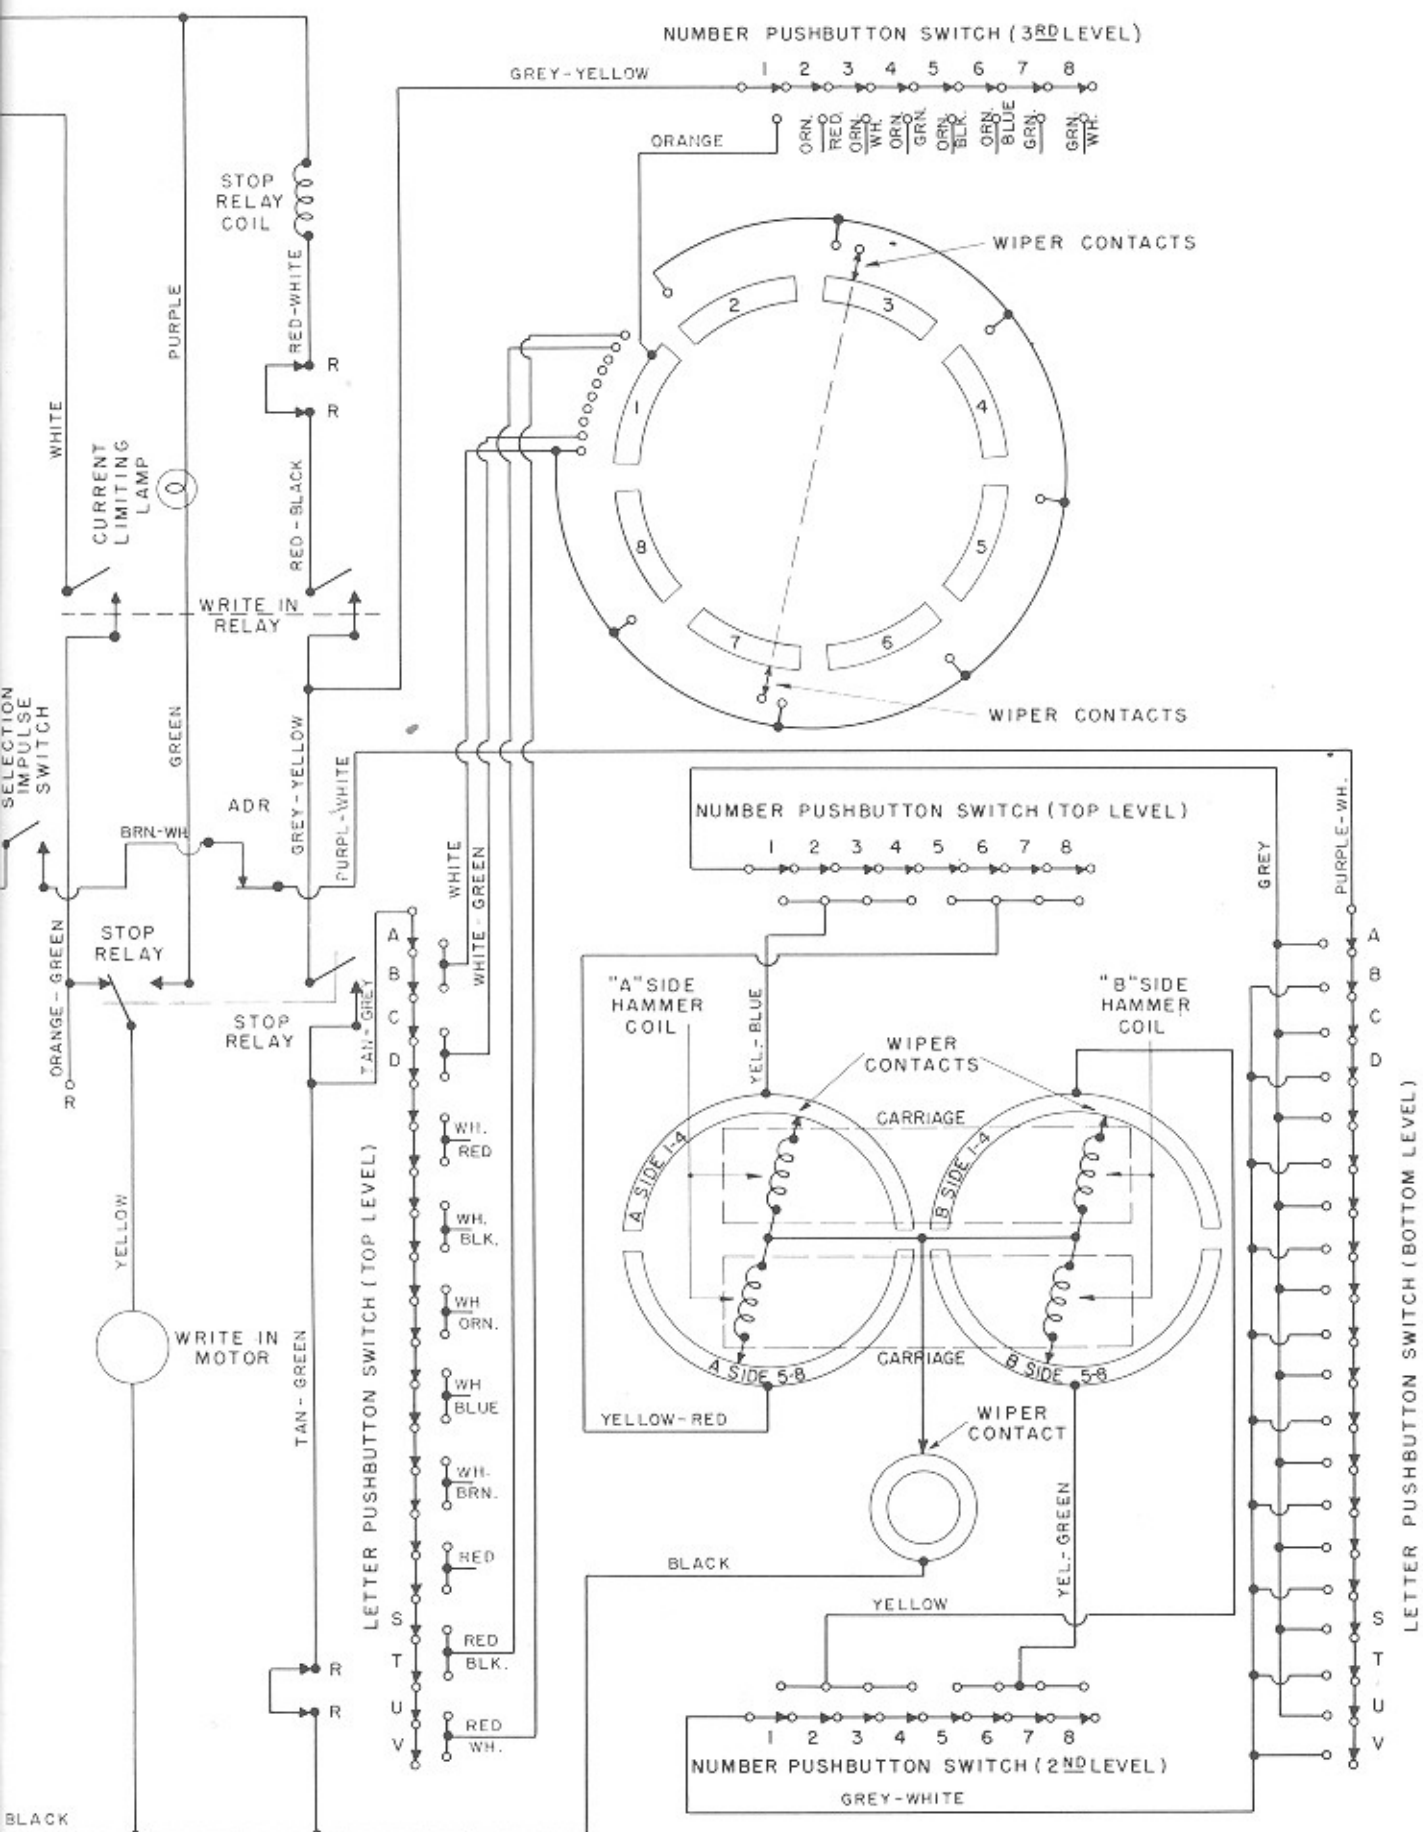 NUMBER PUSHBUTTON SWITCH (3RD LEVEL)
1 2 3 4 5 6 7 8
GREY-YELLOW
ORANGE
ORN.
RED.
ORN.
WH.
ORN.
GRN.
ORN.
BLK.
ORN.
BLUE
GRN.
GRN.
WH.
WIPER CONTACTS
2
3
1
4
8
5
7
6
WIPER CONTACTS
PURPLE
STOP
RELAY
COIL
RED-WHITE
R
R
WHITE
CURRENT
LIMITING
LAMP
RED-BLACK
WRITE IN
RELAY
SELECTION
IMPULSE
SWITCH
GREEN
GREY-YELLOW
PURPL-WHITE
ADR
BRN-WH
WHITE
WHITE-GREEN
ORANGE-GREEN
STOP
RELAY
R
STOP
RELAY
TAN-GREY
A
B
C
D
WH.
RED
WH.
BLK.
WH
ORN.
WH
BLUE
WH-
BRN.
RED
S
T
U
V
RED
BLK.
RED
WH.
LETTER PUSHBUTTON SWITCH (TOP LEVEL)
YELLOW
WRITE IN
MOTOR
TAN-GREEN
R
R
BLACK
NUMBER PUSHBUTTON SWITCH (TOP LEVEL)
1 2 3 4 5 6 7 8
GREY
PURPLE-WH.
"A" SIDE
HAMMER
COIL
YEL.-BLUE
WIPER
CONTACTS
"B" SIDE
HAMMER
COIL
CARRIAGE
A SIDE 1-4
B SIDE 1-4
CARRIAGE
A SIDE 5-8
B SIDE 5-8
YELLOW-RED
WIPER
CONTACT
YEL.-GREEN
BLACK
YELLOW
1 2 3 4 5 6 7 8
NUMBER PUSHBUTTON SWITCH (2ND LEVEL)
GREY-WHITE
A
B
C
D
S
T
U
V
LETTER PUSHBUTTON SWITCH (BOTTOM LEVEL)